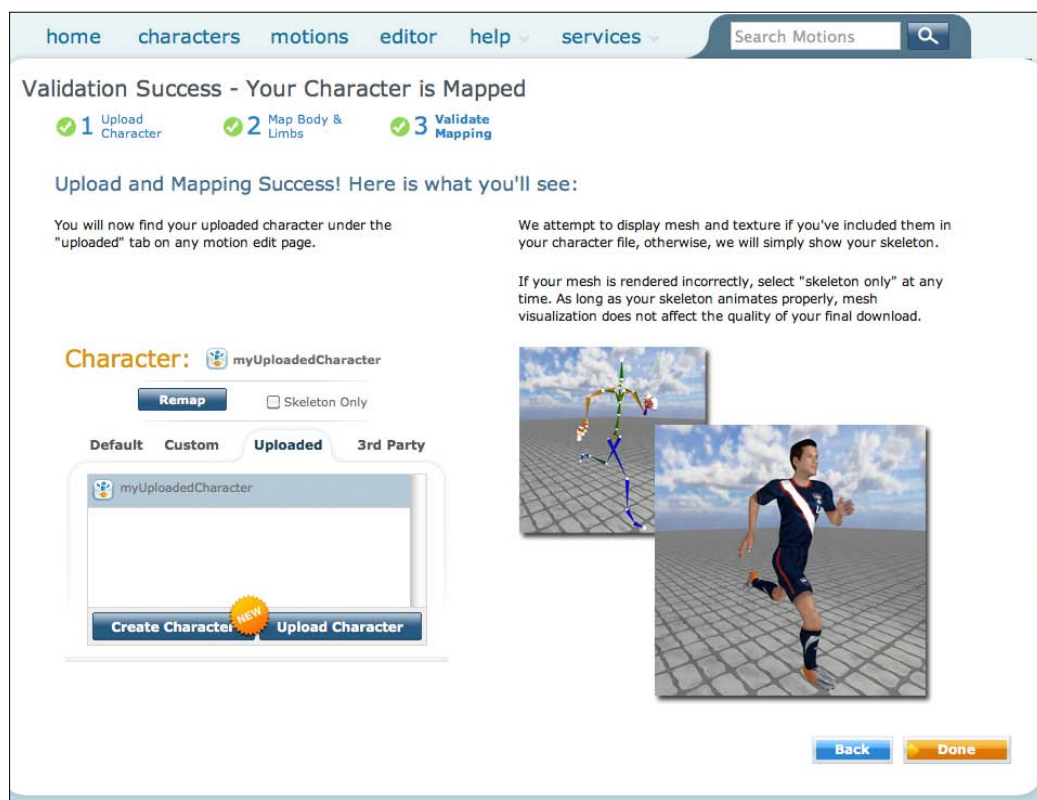 home characters motions editor help services Search Motions
Validation Success - Your Character is Mapped
1 Upload Character
2 Map Body & Limbs
3 Validate Mapping
Upload and Mapping Success! Here is what you'll see:
You will now find your uploaded character under the
"uploaded" tab on any motion edit page.
We attempt to display mesh and texture if you've included them in
your character file, otherwise, we will simply show your skeleton.
If your mesh is rendered incorrectly, select "skeleton only" at any
time. As long as your skeleton animates properly, mesh
visualization does not affect the quality of your final download.
Character: myUploadedCharacter
Remap Skeleton Only
Default Custom Uploaded 3rd Party
myUploadedCharacter
Create Character NEW Upload Character
Back Done